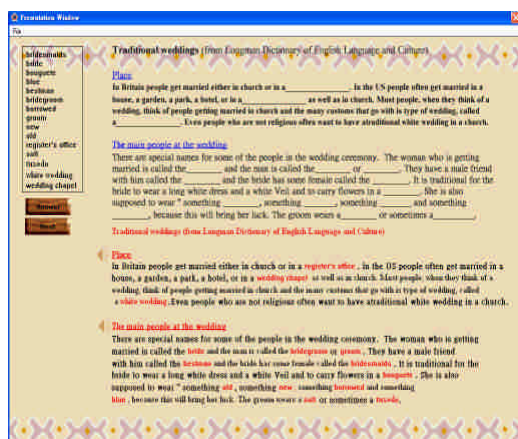 Presentation Window
File
bridesmaids
bride
bouquets
blue
bestman
bridegroom
borrowed
groom
new
old
register's office
suit
tuxedo
white wedding
wedding chapel
Answer
Next
Traditional weddings (from Longman Dictionary of English Language and Culture)
Place
In Britain people get married either in church or in a________________. In the US people often get married in a
house, a garden, a park, a hotel, or in a________________ as well as in church. Most people, when they think of a
wedding, think of people getting married in church and the many customs that go with is type of wedding, called
a________________. Even people who are not religious often want to have atraditional white wedding in a church.
The main people at the wedding
There are special names for some of the people in the wedding ceremony. The woman who is getting
married is called the________ and the man is called the________ or ________. They have a male friend
with him called the ________ and the bride has some female called the ________. It is traditional for the
bride to wear a long white dress and a white Veil and to carry flowers in a ________. She is also
supposed to wear " something ________, something ________, something ________ and something
________, because this will bring her luck. The groom wears a________ or sometimes a________.
Traditional weddings (from Longman Dictionary of English Language and Culture)
Place
In Britain people get married either in church or in a register's office . In the US people often get married in a
house, a garden, a park, a hotel, or in a wedding chapel as well as in church. Most people, when they think of a
wedding, think of people getting married in church and the many customs that go with is type of wedding, called
a white wedding. Even people who are not religious often want to have atraditional white wedding in a church.
The main people at the wedding
There are special names for some of the people in the wedding ceremony. The woman who is getting
married is called the bride and the man is called the bridegroom or groom . They have a male friend
with him called the bestman and the bride has some female called the bridesmaids . It is traditional for the
bride to wear a long white dress and a white Veil and to carry flowers in a bouquets . She is also
supposed to wear " something old , something new , something borrowed and something
blue , because this will bring her luck. The groom wears a suit or sometimes a tuxedo.